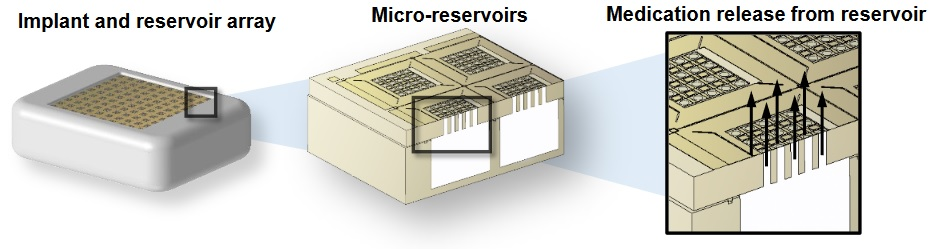 Implant and reservoir array
Micro-reservoirs
Medication release from reservoir